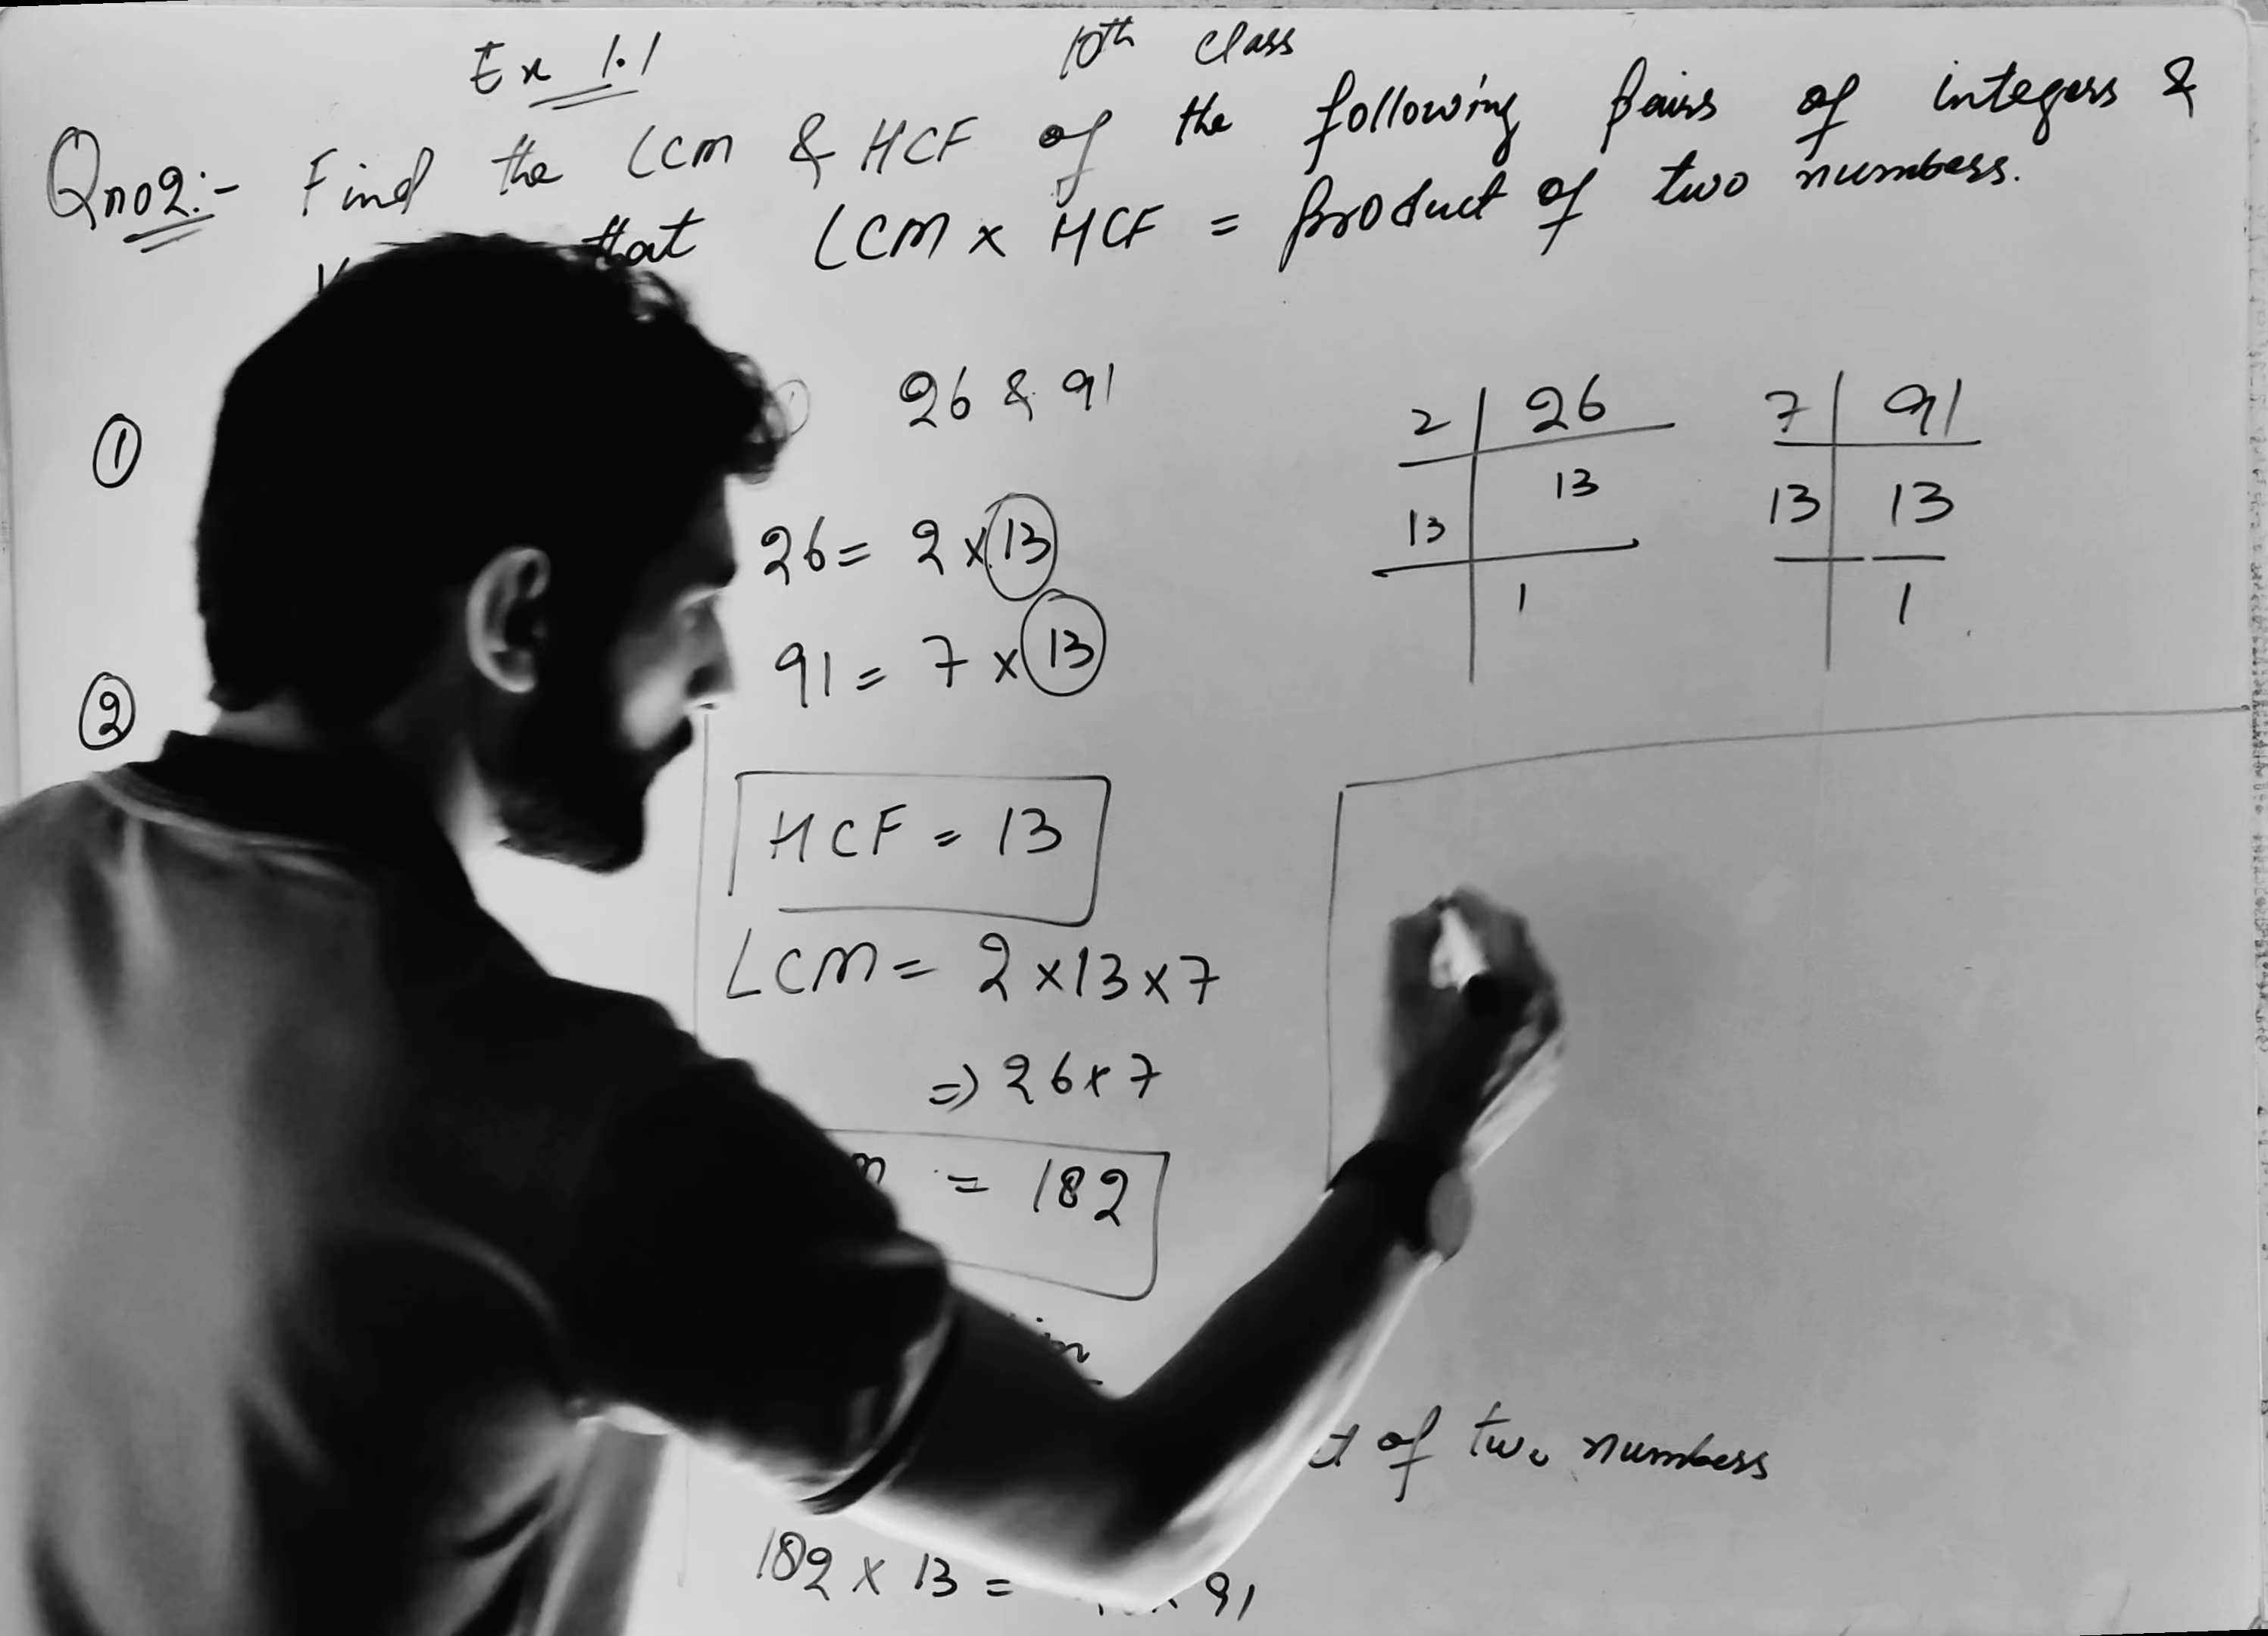 Ex 1.1
10th class
Qno2:- Find the LCM & HCF of the following pairs of integers &
that LCM x HCF = product of two numbers.
①
26 & 91
2 | 26
13 | 13
1
7 | 91
13 | 13
1
26 = 2 x 13
91 = 7 x 13
②
HCF = 13
LCM = 2 x 13 x 7
=) 26 x 7
= 182
of two numbers
182 x 13 =
x 91